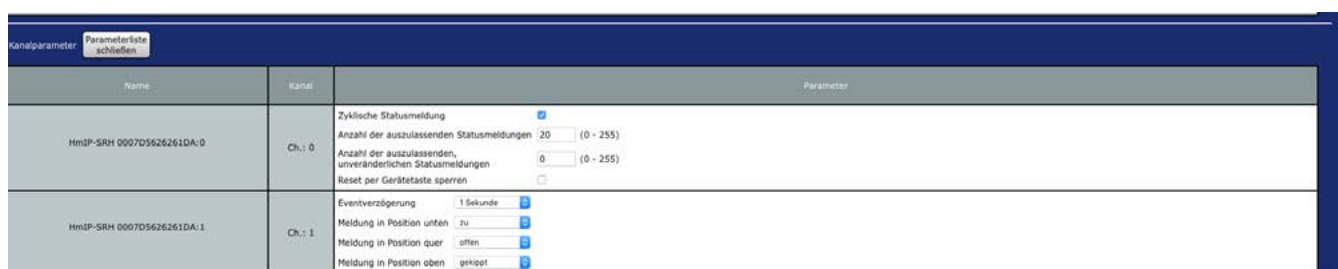 Kanalparameter Parameterliste schließen
Name Kanal Parameter
HmIP-SRH 0007D5626261DA:0 Ch.: 0
Zyklische Statusmeldung
Anzahl der auszulassenden Statusmeldungen 20 (0 - 255)
Anzahl der auszulassenden,
unveränderlichen Statusmeldungen 0 (0 - 255)
Reset per Gerätetaste sperren
HmIP-SRH 0007D5626261DA:1 Ch.: 1
Eventverzögerung 1 Sekunde
Meldung in Position unten zu
Meldung in Position quer offen
Meldung in Position oben gekippt